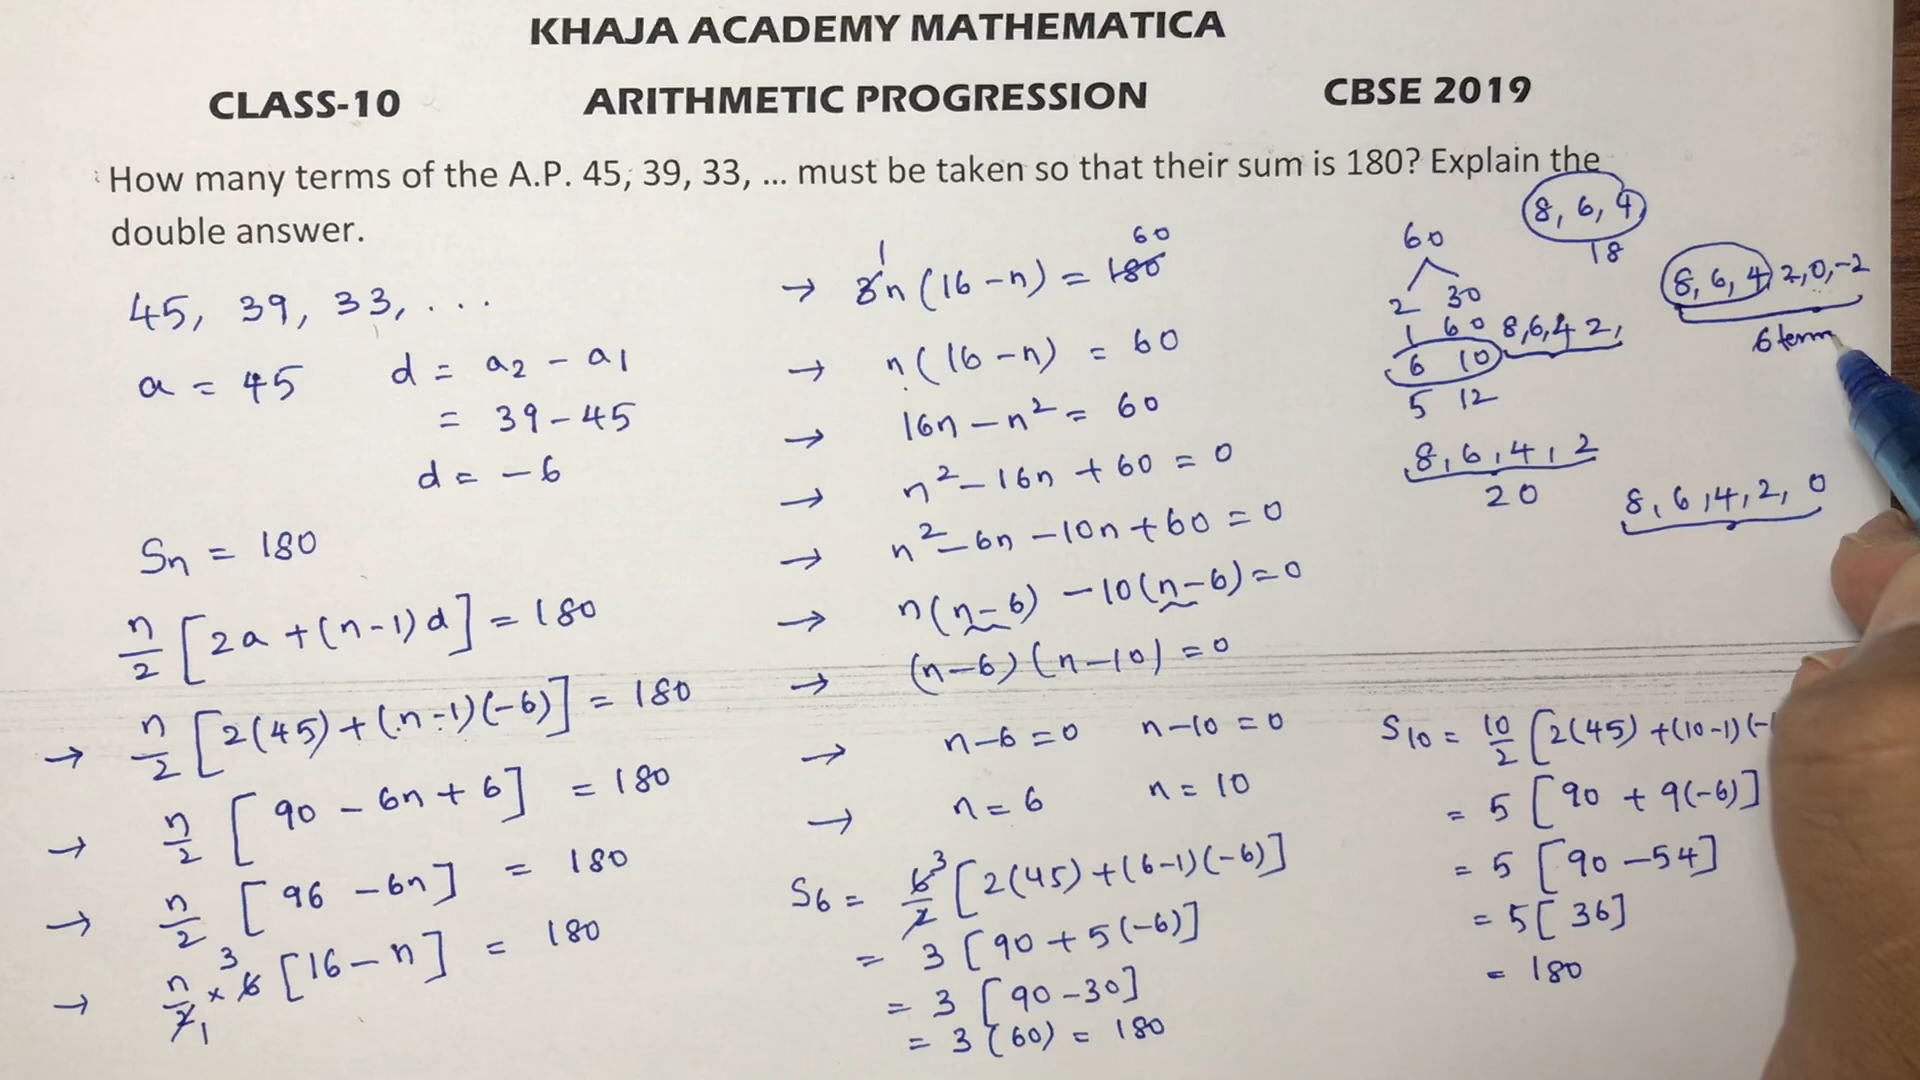 KHAJA ACADEMY MATHEMATICA
CLASS-10 ARITHMETIC PROGRESSION CBSE 2019
How many terms of the A.P. 45, 39, 33, ... must be taken so that their sum is 180? Explain the
double answer.
45, 39, 33, ...
a = 45
d = a₂ - a₁
= 39 - 45
d = -6
Sn = 180
n/2 [2a + (n-1)d] = 180
→ n/2 [2(45) + (n-1)(-6)] = 180
→ n/2 [90 - 6n + 6] = 180
→ n/2 [96 - 6n] = 180
→ n/2 1 × 6 3 [16 - n] = 180
→ 3 1 n(16-n) = 180 60
→ n(16-n) = 60
→ 16n - n² = 60
→ n² - 16n + 60 = 0
→ n² - 6n - 10n + 60 = 0
→ n(n-6) - 10(n-6) = 0
→ (n-6)(n-10) = 0
→ n-6 = 0 n-10 = 0
→ n = 6 n = 10
S6 = 6 3/2 [2(45) + (6-1)(-6)]
= 3 [90 + 5(-6)]
= 3 [90 - 30]
= 3 (60) = 180
60
2 30
1 60
6 10
5 12
8, 6, 4
18
8, 6, 4, 2, 0, -2
6 term
8, 6, 4 2,
8, 6, 4, 2
20
8, 6, 4, 2, 0
S10 = 10/2 [2(45) + (10-1)(-
= 5 [90 + 9(-6)]
= 5 [90 - 54]
= 5 [36]
= 180